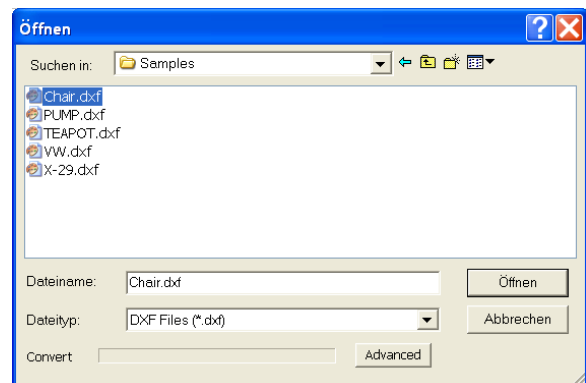 Öffnen
Suchen in: Samples
Chair.dxf
PUMP.dxf
TEAPOT.dxf
VW.dxf
X-29.dxf
Dateiname: Chair.dxf Öffnen
Dateityp: DXF Files (*.dxf) Abbrechen
Convert Advanced